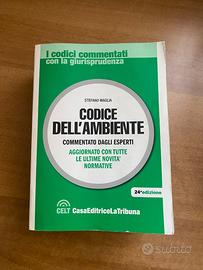 I codici commentati
con la giurisprudenza
STEFANO MAGLIA
CODICE
DELL'AMBIENTE
COMMENTATO DAGLI ESPERTI
AGGIORNATO CON TUTTE
LE ULTIME NOVITA'
NORMATIVE
24ª edizione
CELT CasaEditriceLaTribuna
subito